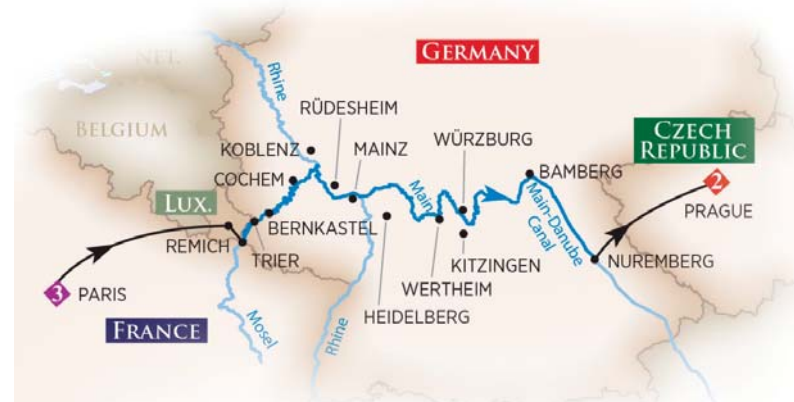 NET.
GERMANY
Rhine
BELGIUM
RÜDESHEIM
KOBLENZ
MAINZ
WÜRZBURG
CZECH
REPUBLIC
COCHEM
BAMBERG
2
LUX.
Main
PRAGUE
BERNKASTEL
Main-Danube
Canal
REMICH
TRIER
KITZINGEN
NUREMBERG
3
PARIS
WERTHEIM
HEIDELBERG
FRANCE
Mosel
Rhine